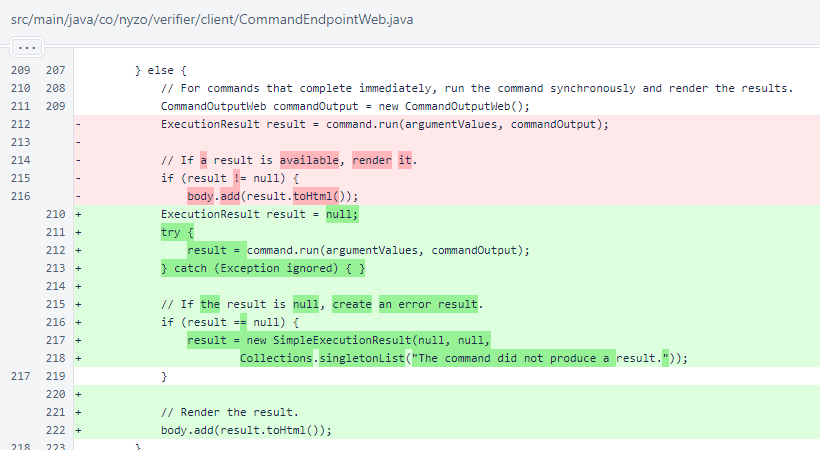 src/main/java/co/nyzo/verifier/client/CommandEndpointWeb.java
...
209 207 } else {
210 208 // For commands that complete immediately, run the command synchronously and render the results.
211 209 CommandOutputWeb commandOutput = new CommandOutputWeb();
212 - ExecutionResult result = command.run(argumentValues, commandOutput);
213 -
214 - // If a result is available, render it.
215 - if (result != null) {
216 - body.add(result.toHtml());
210 + ExecutionResult result = null;
211 + try {
212 + result = command.run(argumentValues, commandOutput);
213 + } catch (Exception ignored) { }
214 +
215 + // If the result is null, create an error result.
216 + if (result == null) {
217 + result = new SimpleExecutionResult(null, null,
218 + Collections.singletonList("The command did not produce a result."));
217 219 }
220 +
221 + // Render the result.
222 + body.add(result.toHtml());
218 223 }